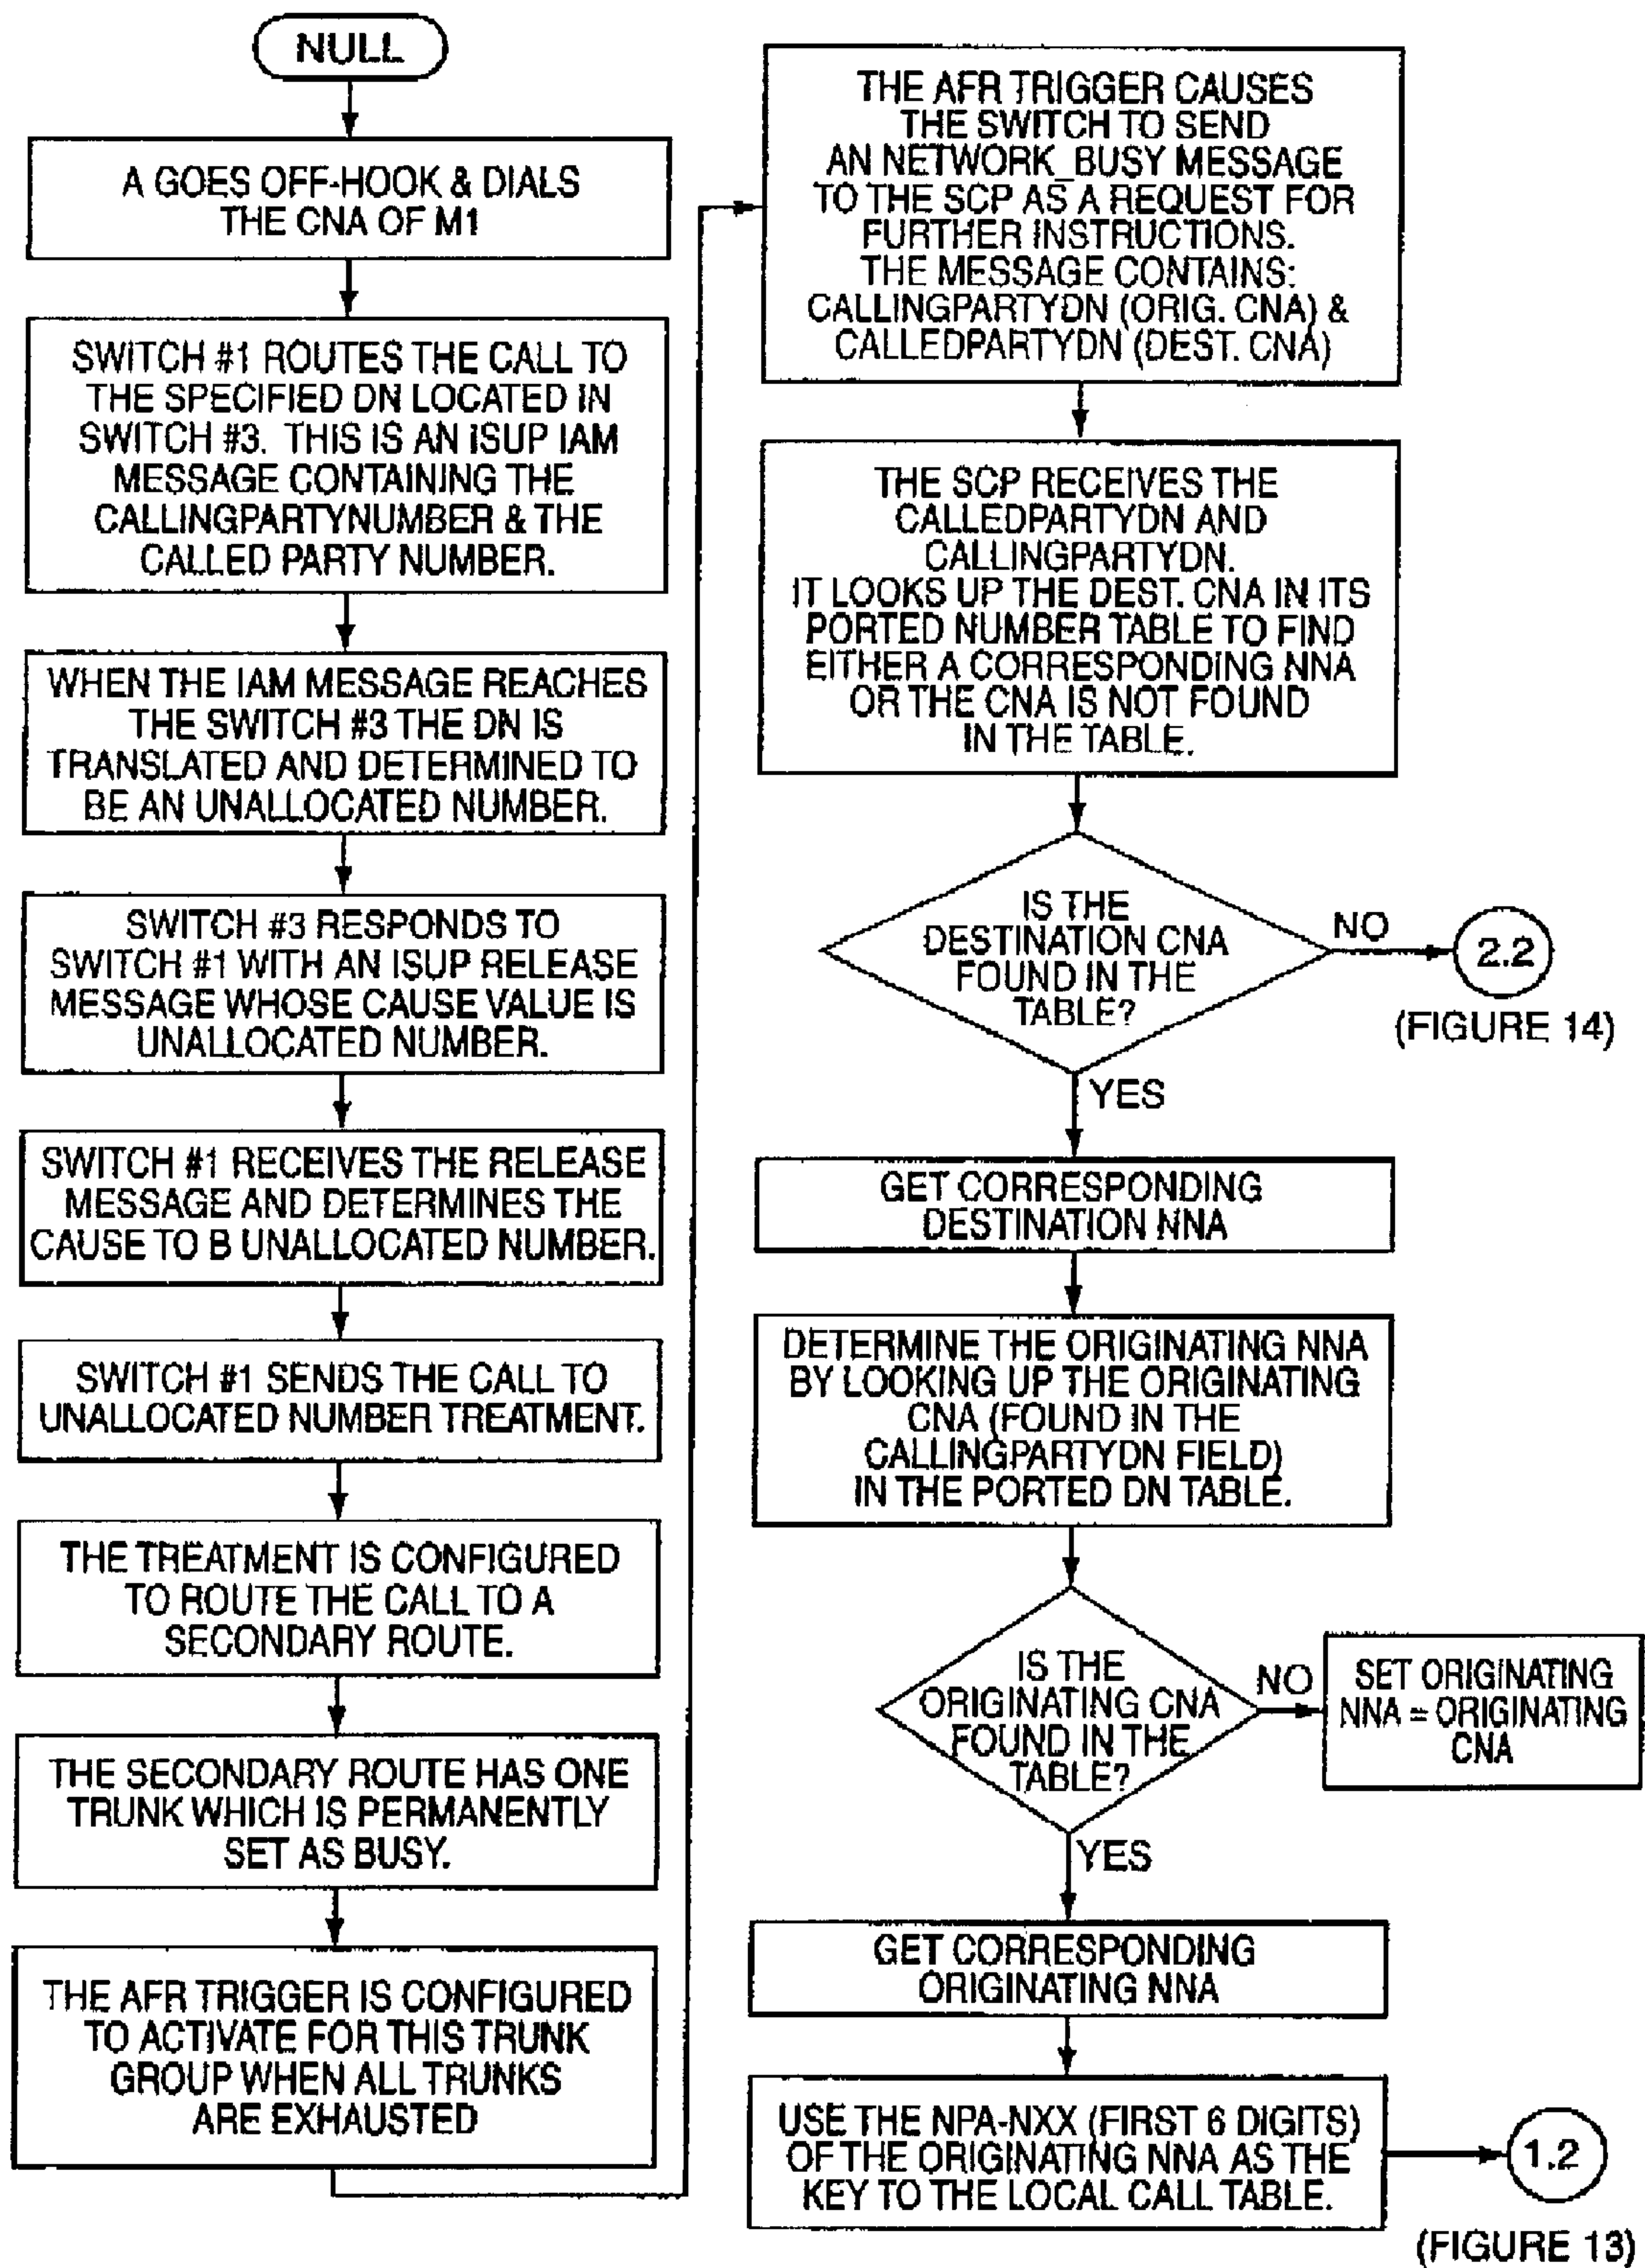 NULL
A GOES OFF-HOOK & DIALS
THE CNA OF M1
SWITCH #1 ROUTES THE CALL TO
THE SPECIFIED DN LOCATED IN
SWITCH #3. THIS IS AN ISUP IAM
MESSAGE CONTAINING THE
CALLINGPARTYNUMBER & THE
CALLED PARTY NUMBER.
WHEN THE IAM MESSAGE REACHES
THE SWITCH #3 THE DN IS
TRANSLATED AND DETERMINED TO
BE AN UNALLOCATED NUMBER.
SWITCH #3 RESPONDS TO
SWITCH #1 WITH AN ISUP RELEASE
MESSAGE WHOSE CAUSE VALUE IS
UNALLOCATED NUMBER.
SWITCH #1 RECEIVES THE RELEASE
MESSAGE AND DETERMINES THE
CAUSE TO B UNALLOCATED NUMBER.
SWITCH #1 SENDS THE CALL TO
UNALLOCATED NUMBER TREATMENT.
THE TREATMENT IS CONFIGURED
TO ROUTE THE CALL TO A
SECONDARY ROUTE.
THE SECONDARY ROUTE HAS ONE
TRUNK WHICH IS PERMANENTLY
SET AS BUSY.
THE AFR TRIGGER IS CONFIGURED
TO ACTIVATE FOR THIS TRUNK
GROUP WHEN ALL TRUNKS
ARE EXHAUSTED
THE AFR TRIGGER CAUSES
THE SWITCH TO SEND
AN NETWORK_BUSY MESSAGE
TO THE SCP AS A REQUEST FOR
FURTHER INSTRUCTIONS.
THE MESSAGE CONTAINS:
CALLINGPARTYDN (ORIG. CNA) &
CALLEDPARTYDN (DEST. CNA)
THE SCP RECEIVES THE
CALLEDPARTYDN AND
CALLINGPARTYDN.
IT LOOKS UP THE DEST. CNA IN ITS
PORTED NUMBER TABLE TO FIND
EITHER A CORRESPONDING NNA
OR THE CNA IS NOT FOUND
IN THE TABLE.
IS THE
DESTINATION CNA
FOUND IN THE
TABLE?
NO
2.2
(FIGURE 14)
YES
GET CORRESPONDING
DESTINATION NNA
DETERMINE THE ORIGINATING NNA
BY LOOKING UP THE ORIGINATING
CNA (FOUND IN THE
CALLINGPARTYDN FIELD)
IN THE PORTED DN TABLE.
IS THE
ORIGINATING CNA
FOUND IN THE
TABLE?
NO
SET ORIGINATING
NNA = ORIGINATING
CNA
YES
GET CORRESPONDING
ORIGINATING NNA
USE THE NPA-NXX (FIRST 6 DIGITS)
OF THE ORIGINATING NNA AS THE
KEY TO THE LOCAL CALL TABLE.
1.2
(FIGURE 13)